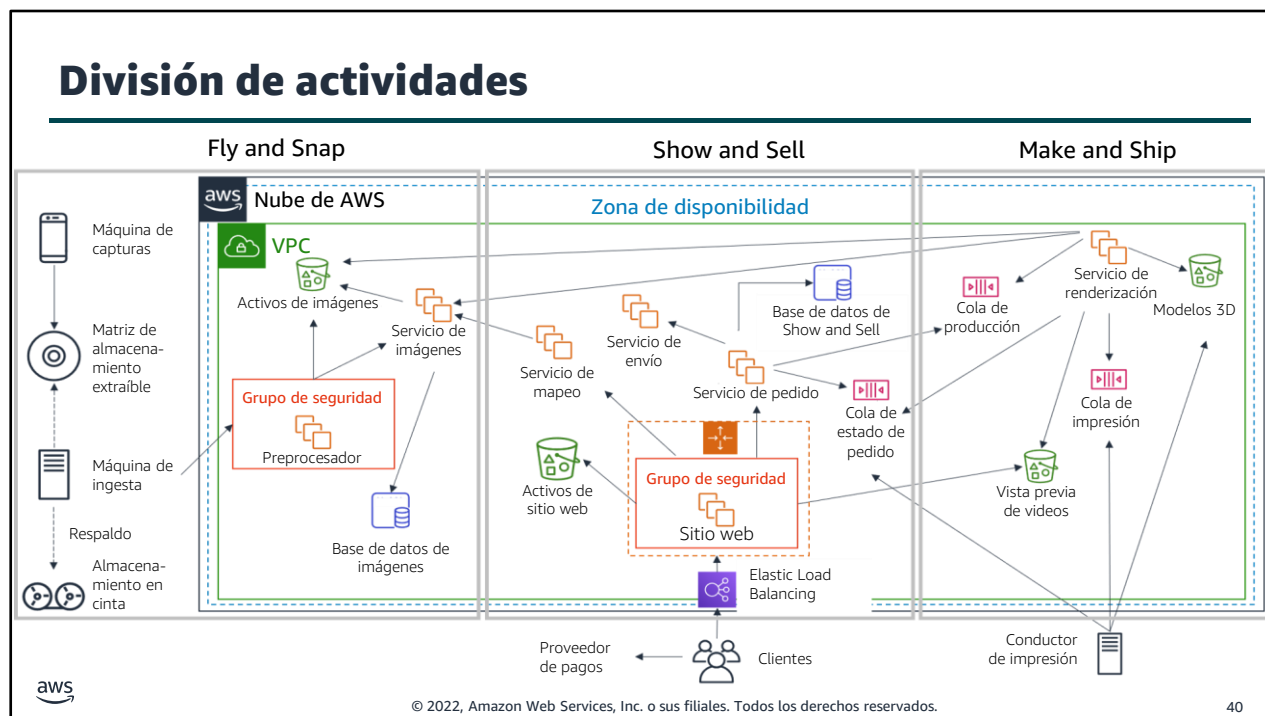 División de actividades
Fly and Snap
Show and Sell
Make and Ship
aws
Nube de AWS
Zona de disponibilidad
VPC
Máquina de
capturas
Matriz de
almacena-
miento
extraíble
Máquina de
ingesta
Respaldo
Almacena-
miento en
cinta
Activos de imágenes
Servicio de
imágenes
Grupo de seguridad
Preprocesador
Base de datos de
imágenes
Servicio de
mapeo
Servicio de
envío
Base de datos de
Show and Sell
Servicio de pedido
Cola de
estado de
pedido
Activos de
sitio web
Grupo de seguridad
Sitio web
Elastic Load
Balancing
Proveedor
de pagos
Clientes
Cola de
producción
Servicio de
renderización
Modelos 3D
Cola de
impresión
Vista previa
de videos
Conductor
de impresión
aws
© 2022, Amazon Web Services, Inc. o sus filiales. Todos los derechos reservados.
40